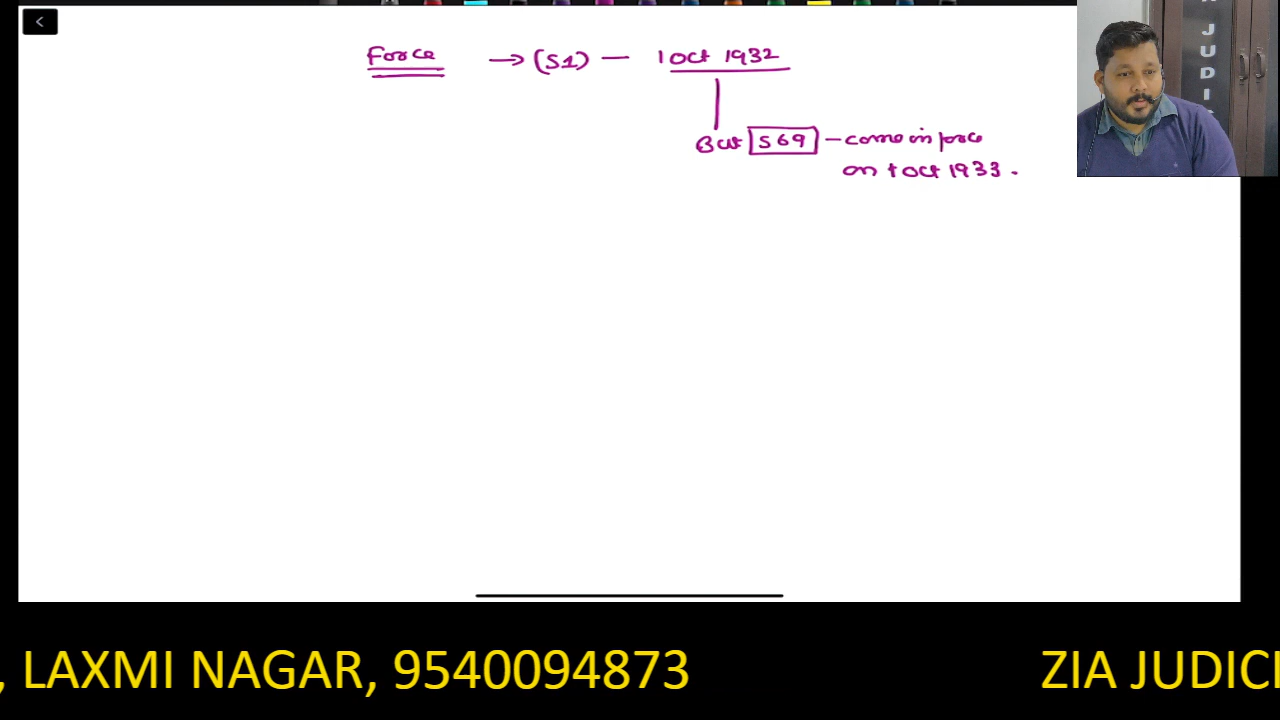 Force → (S1) — 1 oct 1932
But S69 — come in force
on 1 oct 1933.
JUDI
, LAXMI NAGAR, 9540094873 ZIA JUDICI